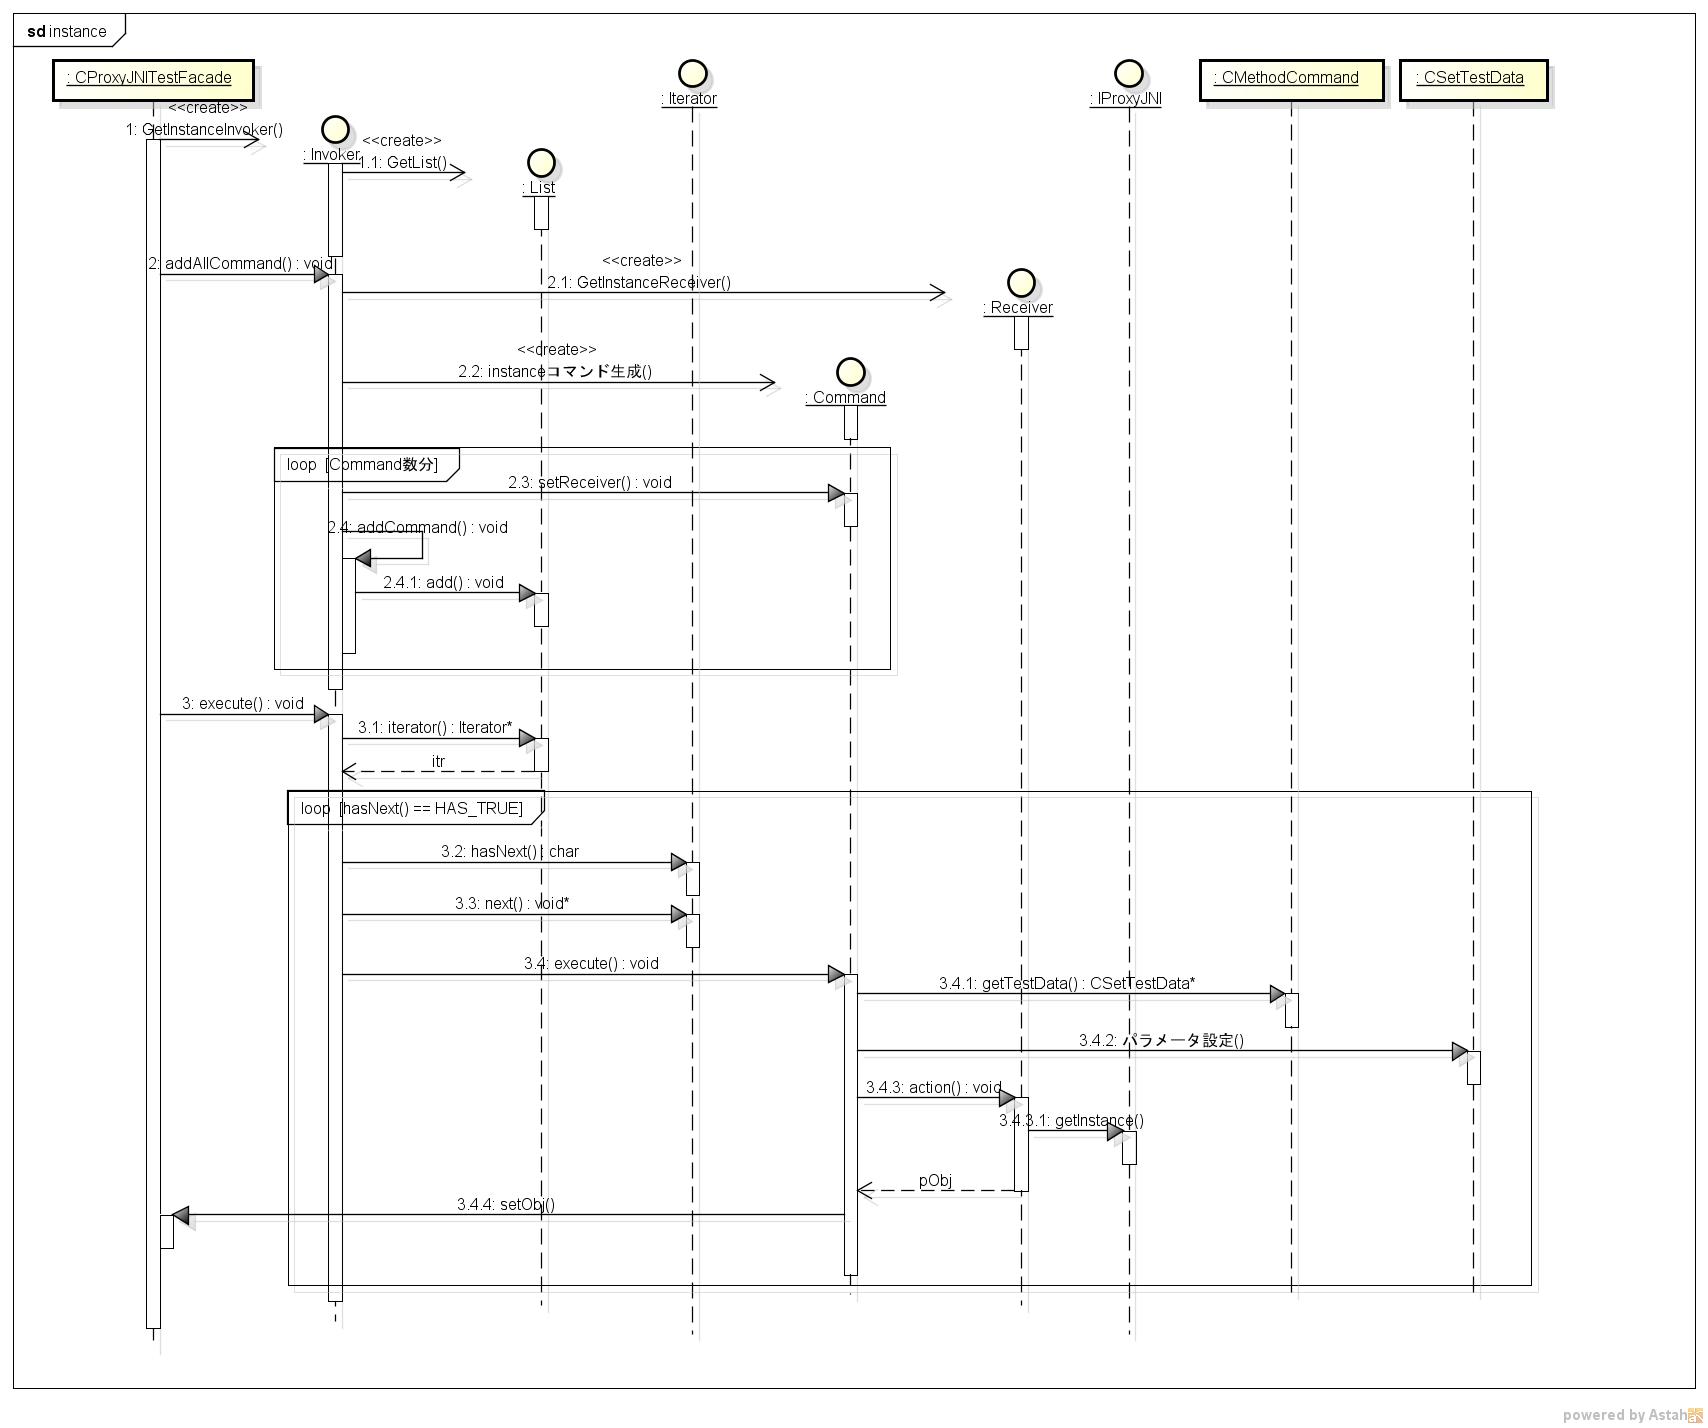 sd instance
: CProxyJNITestFacade
: Iterator
: IProxyJNI
: CMethodCommand
: CSetTestData
<<create>>
1: GetInstanceInvoker()
: Invoker
<<create>>
1.1: GetList()
: List
2: addAllCommand() : void
<<create>>
2.1: GetInstanceReceiver()
: Receiver
<<create>>
2.2: instanceコマンド生成()
: Command
loop [Command数分]
2.3: setReceiver() : void
2.4: addCommand() : void
2.4.1: add() : void
3: execute() : void
3.1: iterator() : Iterator*
itr
loop [hasNext() == HAS_TRUE]
3.2: hasNext() : char
3.3: next() : void*
3.4: execute() : void
3.4.1: getTestData() : CSetTestData*
3.4.2: パラメータ設定()
3.4.3: action() : void
3.4.3.1: getInstance()
pObj
3.4.4: setObj()
powered by Astah